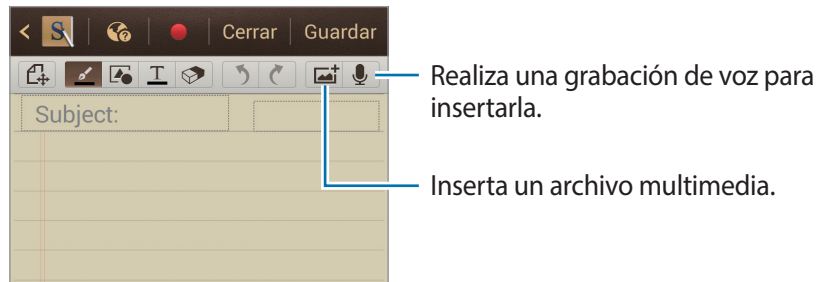 Cerrar Guardar
Subject:
Realiza una grabación de voz para
insertarla.
Inserta un archivo multimedia.